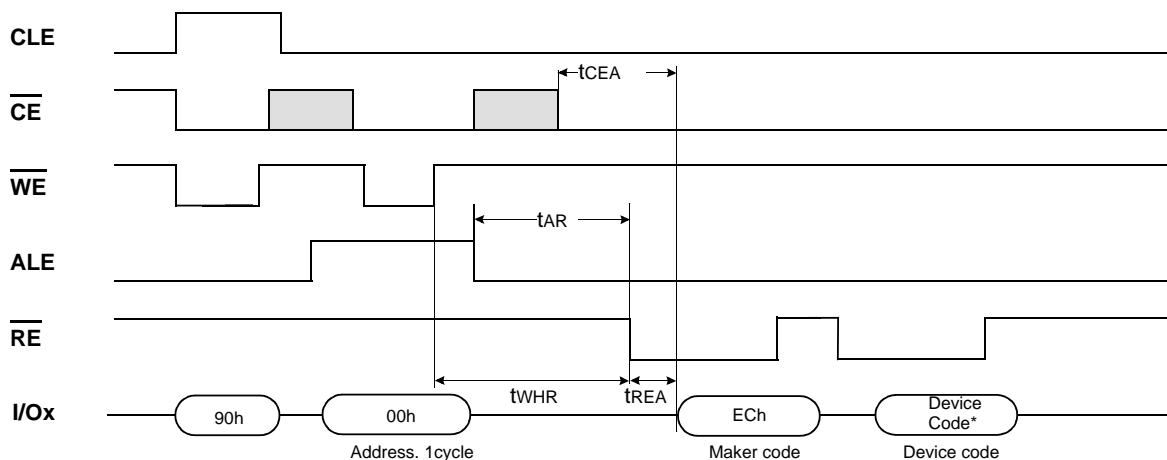 CLE
tCEA
CE
WE
tAR
ALE
RE
tWHR
tREA
I/Ox
90h
00h
ECh
Device
Code*
Address. 1cycle
Maker code
Device code